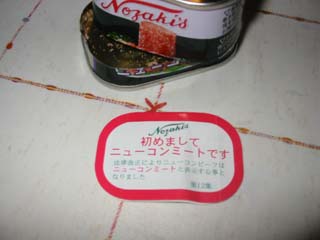 Nozaki's
Nozaki's
初めまして
ニューコンミートです
法律改正によりニューコンビーフは
ニューコンミートと表示する事と
なりました